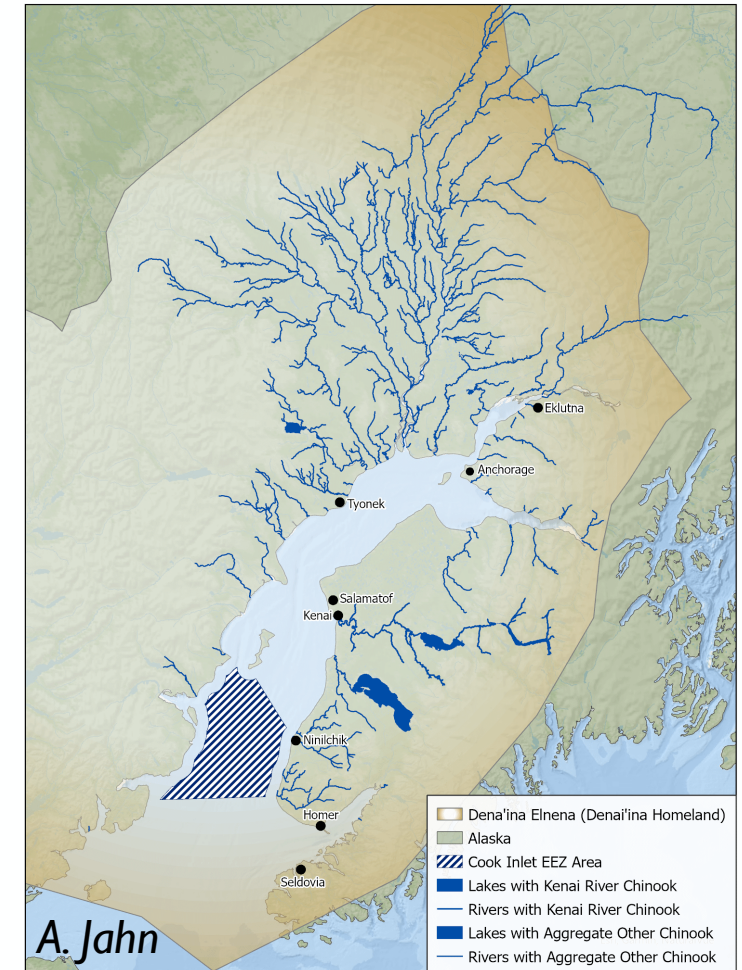 Eklutna
Anchorage
Tyonek
Salamatof
Kenai
Ninilchik
Homer
Seldovia
Dena'ina Elnena (Denai'ina Homeland)
Alaska
Cook Inlet EEZ Area
Lakes with Kenai River Chinook
Rivers with Kenai River Chinook
Lakes with Aggregate Other Chinook
Rivers with Aggregate Other Chinook
A. Jahn